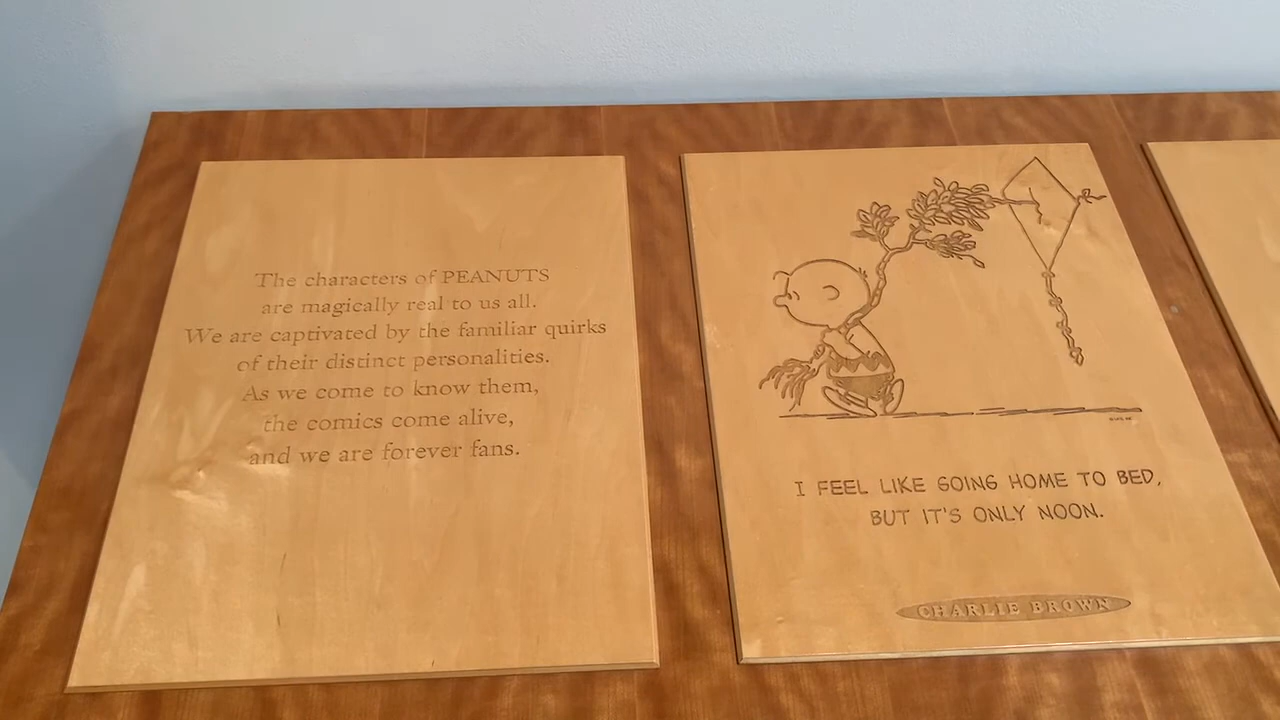 The characters of PEANUTS
are magically real to us all.
We are captivated by the familiar quirks
of their distinct personalities.
As we come to know them,
the comics come alive,
and we are forever fans.
I FEEL LIKE GOING HOME TO BED,
BUT IT'S ONLY NOON.
CHARLIE BROWN